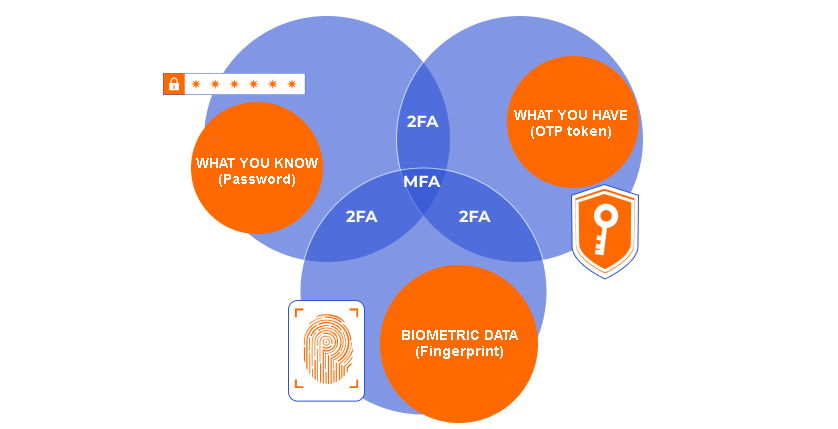 ******
2FA
WHAT YOU HAVE
(OTP token)
WHAT YOU KNOW
(Password)
MFA
2FA
2FA
BIOMETRIC DATA
(Fingerprint)